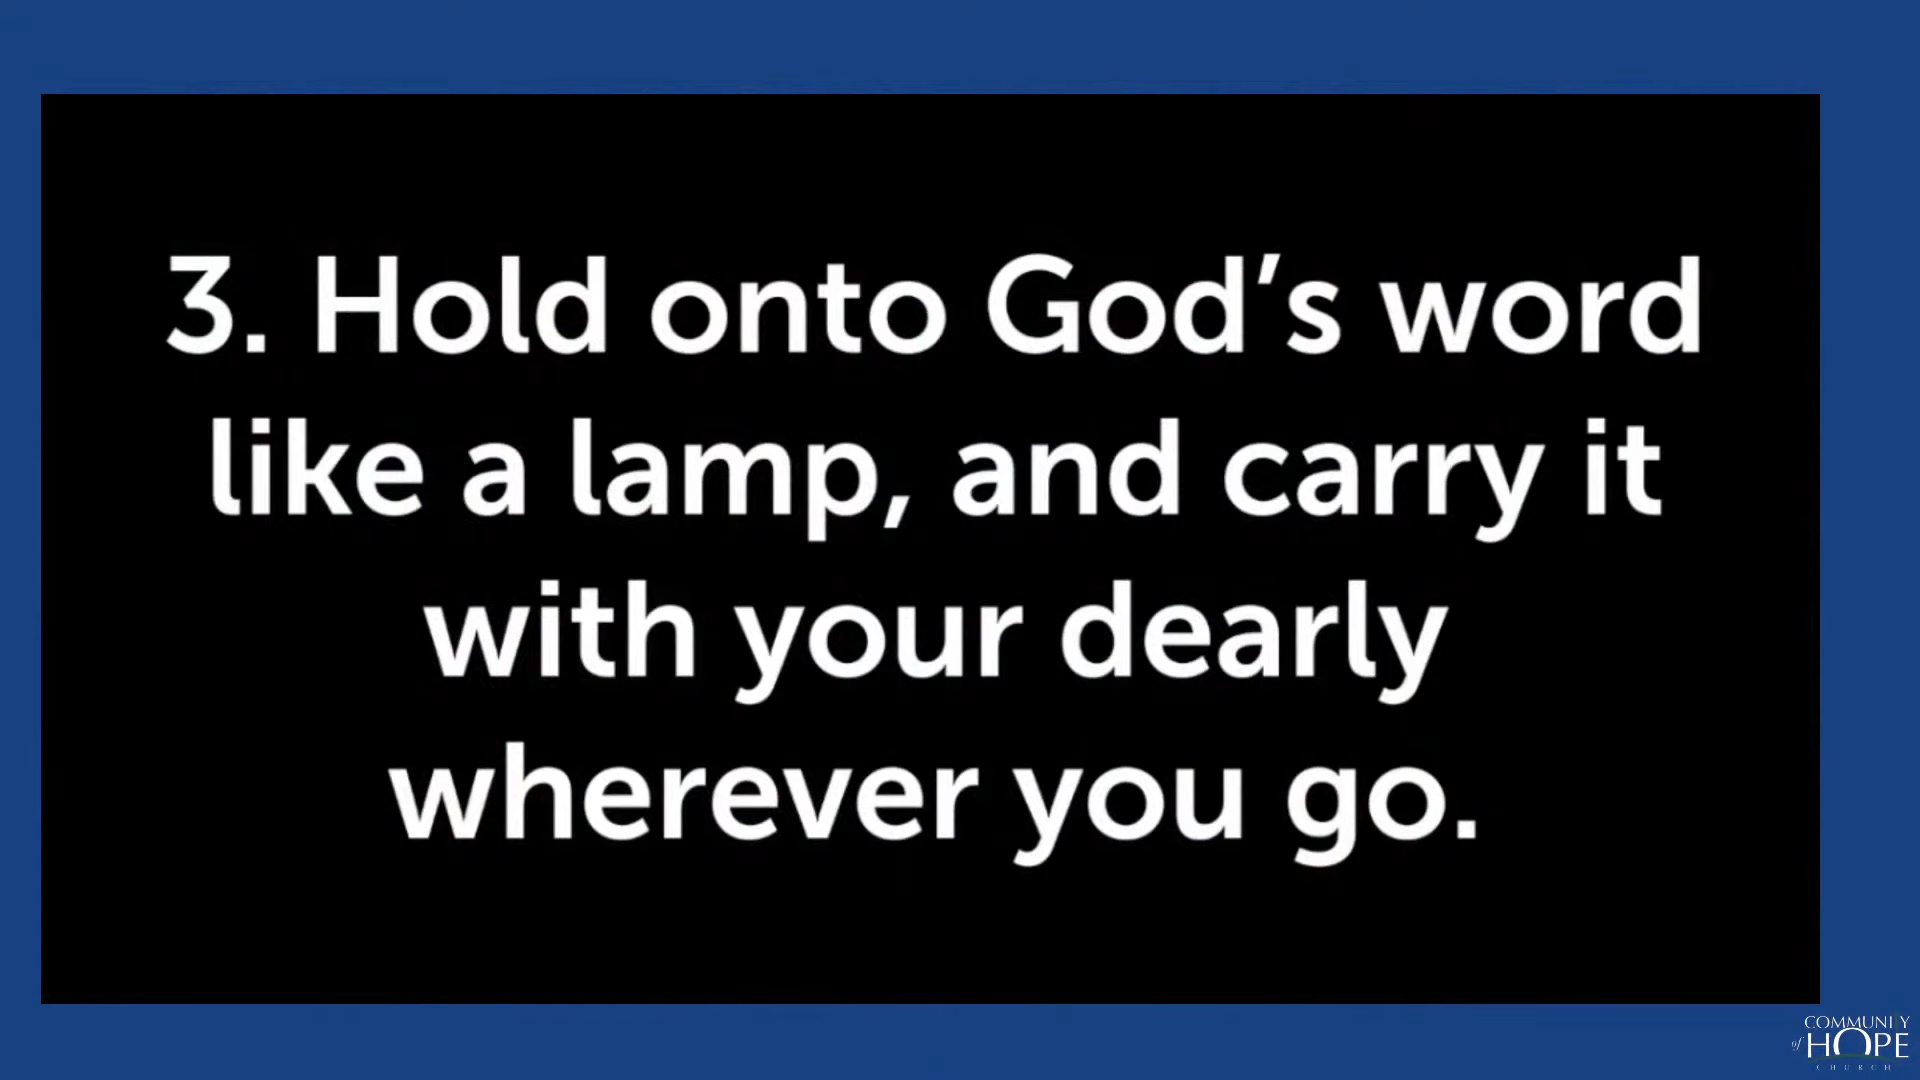 3. Hold onto God’s word
like a lamp, and carry it
with your dearly
wherever you go.
COMMUNITY
of HOPE
CHURCH